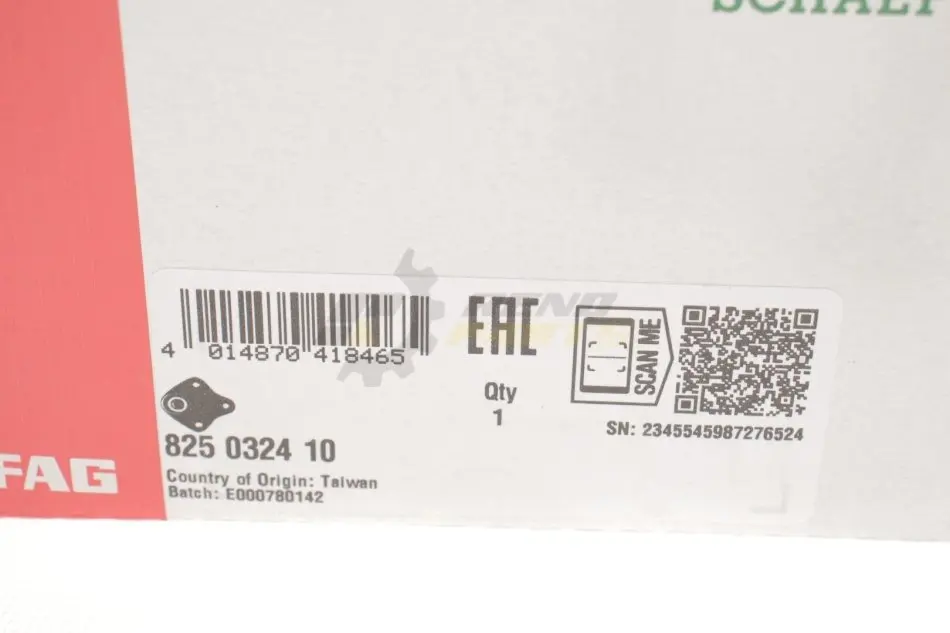 SCHAEF
4 014870 418465
EAC
Qty
1
SCAN ME
SN: 2345545987276524
825 0324 10
Country of Origin: Taiwan
Batch: E000780142
FAG